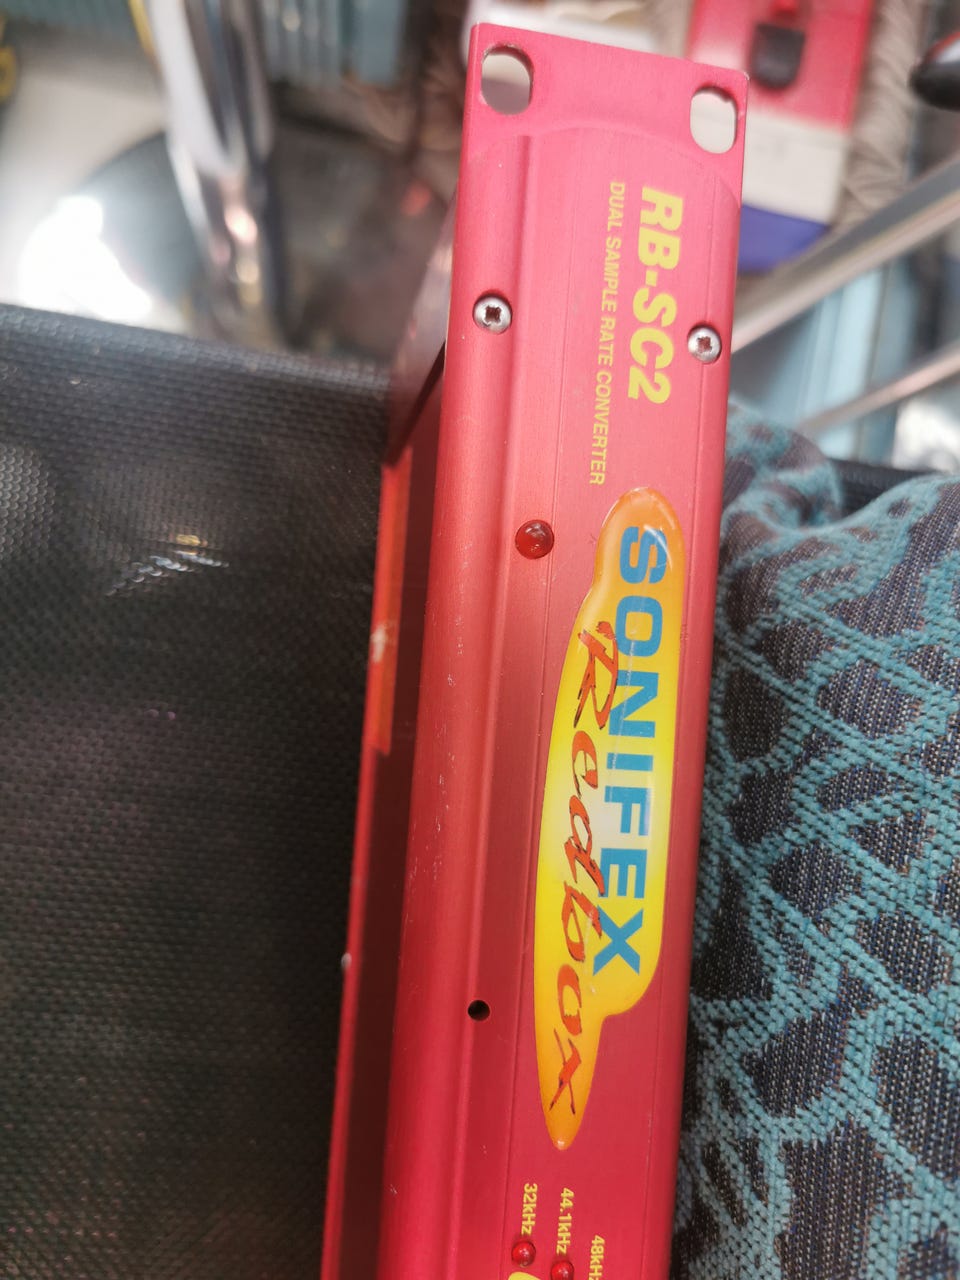 RB-SC2
DUAL SAMPLE RATE CONVERTER
SONIFEX
Redbox
48kHz
44.1kHz
32kHz